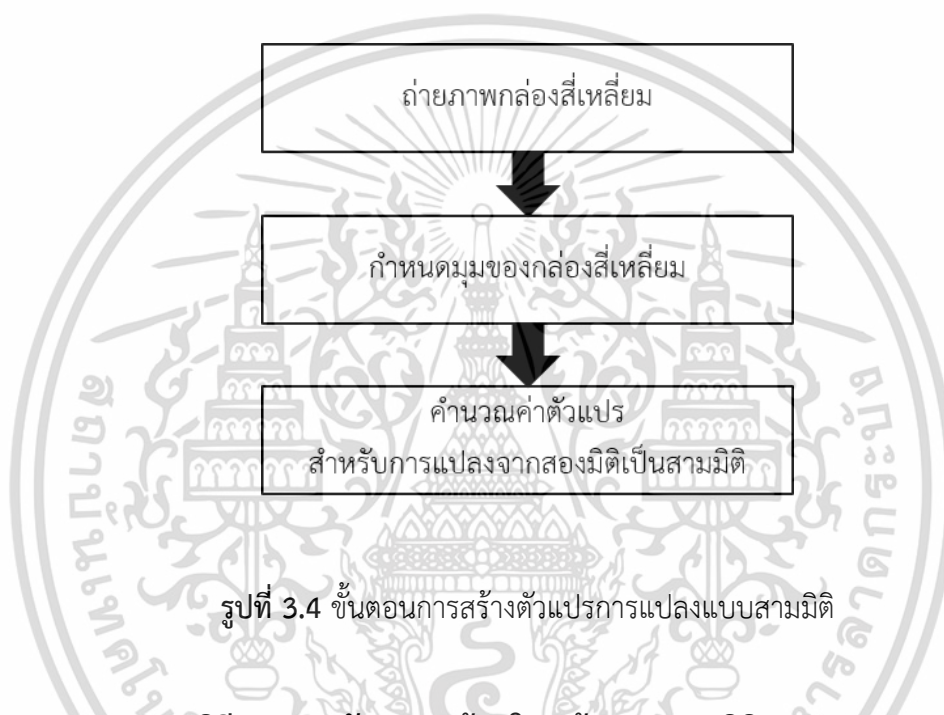 ถ่ายภาพกล่องสี่เหลี่ยม
กำหนดมุมของกล่องสี่เหลี่ยม
คำนวณค่าตัวแปร
สำหรับการแปลงจากสองมิติเป็นสามมิติ
รูปที่ 3.4 ขั้นตอนการสร้างตัวแปรการแปลงแบบสามมิติ